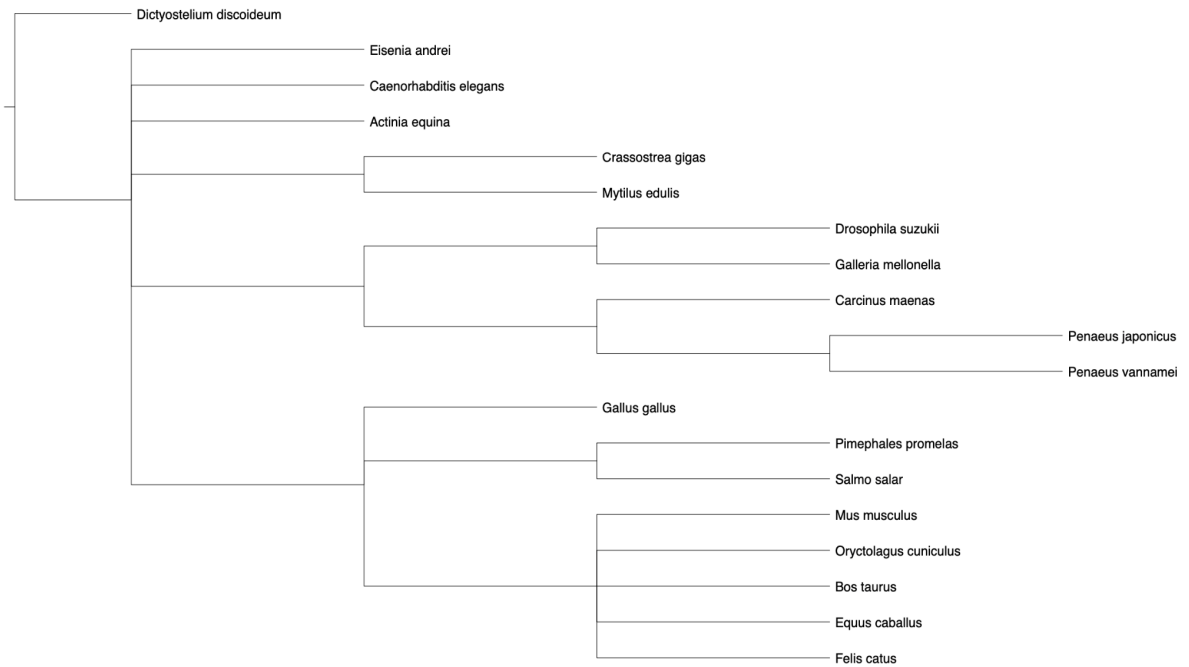 Dictyostelium discoideum
Eisenia andrei
Caenorhabditis elegans
Actinia equina
Crassostrea gigas
Mytilus edulis
Drosophila suzukii
Galleria mellonella
Carcinus maenas
Penaeus japonicus
Penaeus vannamei
Gallus gallus
Pimephales promelas
Salmo salar
Mus musculus
Oryctolagus cuniculus
Bos taurus
Equus caballus
Felis catus